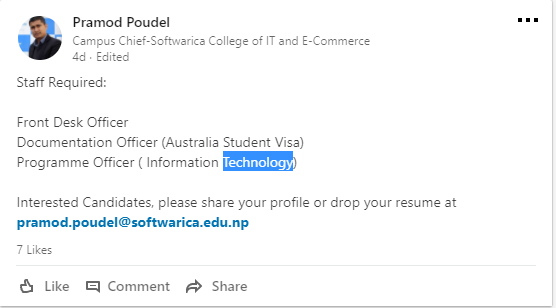 Pramod Poudel
Campus Chief-Softwarica College of IT and E-Commerce
4d · Edited
Staff Required:
Front Desk Officer
Documentation Officer (Australia Student Visa)
Programme Officer ( Information Technology)
Interested Candidates, please share your profile or drop your resume at
pramod.poudel@softwarica.edu.np
7 Likes
Like Comment Share